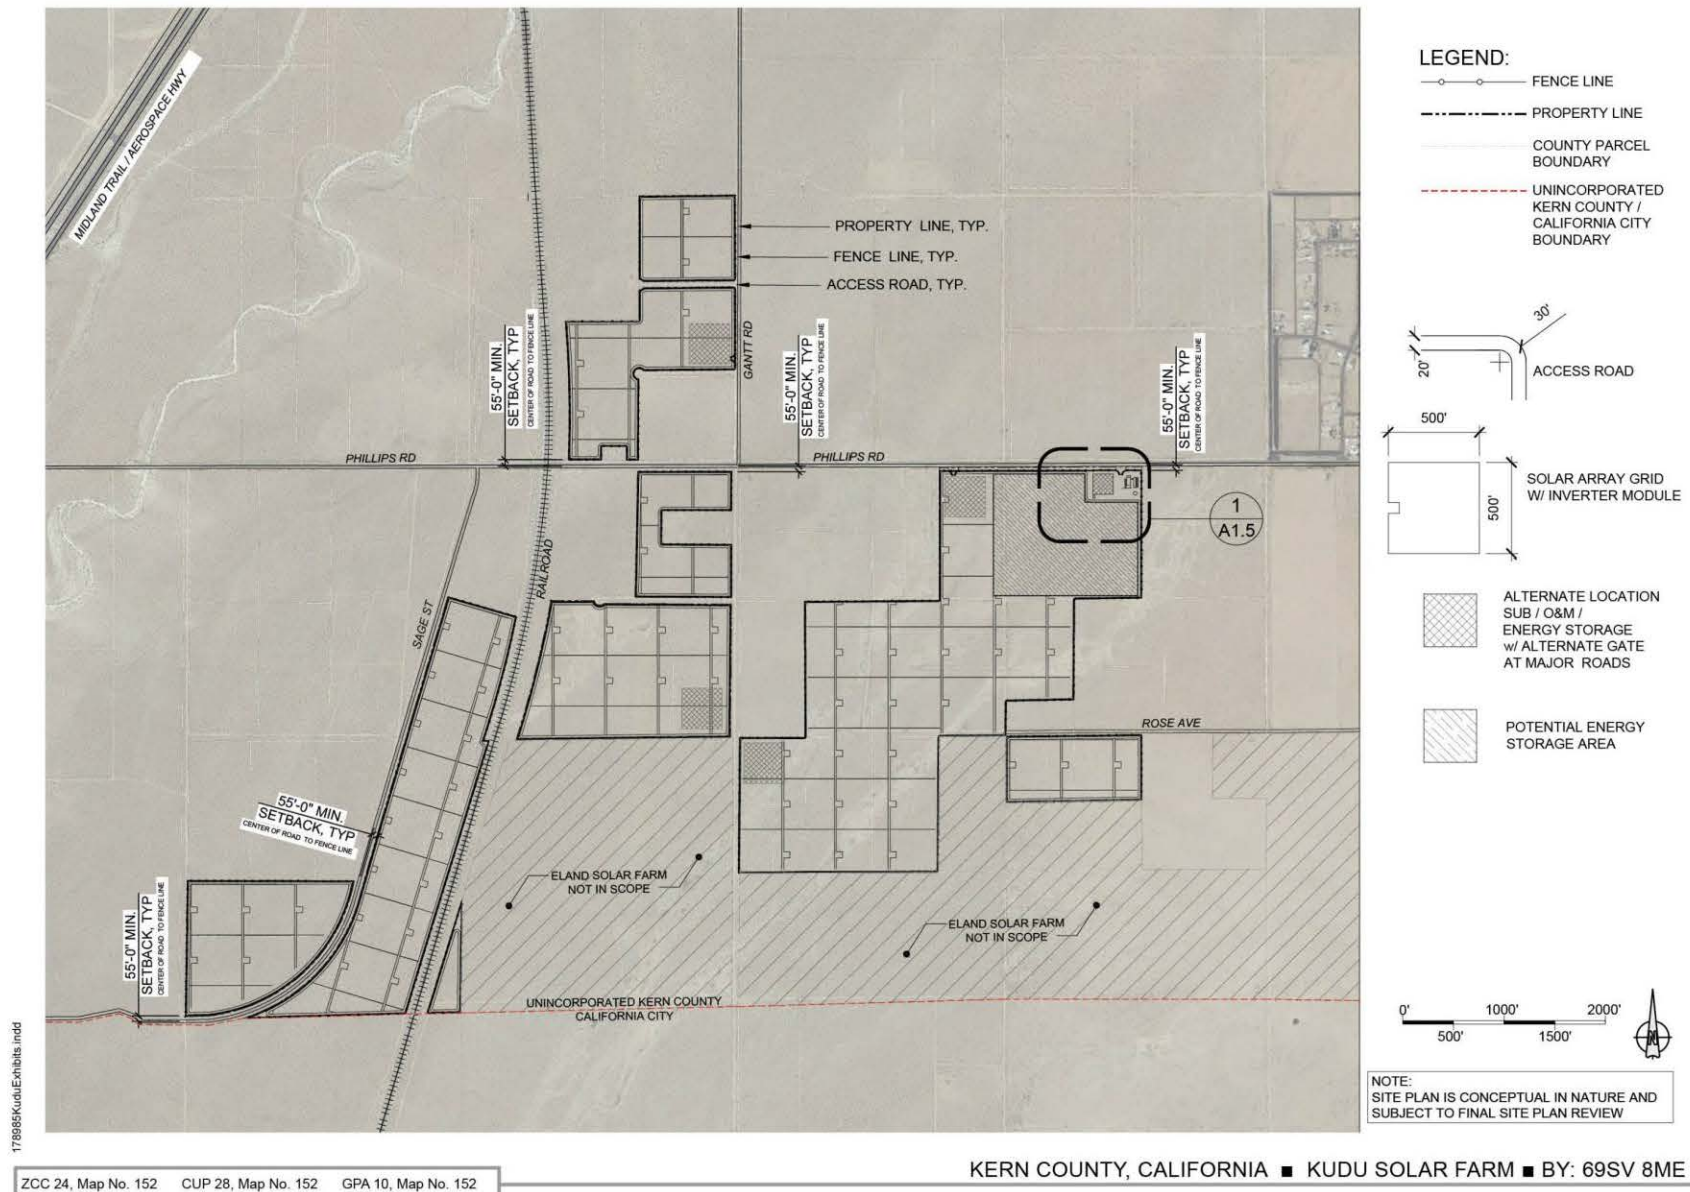 MIDLAND TRAIL / AEROSPACE HWY
PROPERTY LINE, TYP.
FENCE LINE, TYP.
ACCESS ROAD, TYP.
GANTT RD
55'-0" MIN.
SETBACK, TYP
CENTER OF ROAD TO FENCE LINE
55'-0" MIN.
SETBACK, TYP
CENTER OF ROAD TO FENCE LINE
55'-0" MIN.
SETBACK, TYP
CENTER OF ROAD TO FENCE LINE
PHILLIPS RD
PHILLIPS RD
1
A1.5
RAILROAD
SAGE ST
ROSE AVE
55'-0" MIN.
SETBACK, TYP
CENTER OF ROAD TO FENCE LINE
55'-0" MIN.
SETBACK, TYP
CENTER OF ROAD TO FENCE LINE
ELAND SOLAR FARM
NOT IN SCOPE
ELAND SOLAR FARM
NOT IN SCOPE
UNINCORPORATED KERN COUNTY
CALIFORNIA CITY
LEGEND:
FENCE LINE
PROPERTY LINE
COUNTY PARCEL
BOUNDARY
UNINCORPORATED
KERN COUNTY /
CALIFORNIA CITY
BOUNDARY
30'
20'
ACCESS ROAD
500'
500'
SOLAR ARRAY GRID
W/ INVERTER MODULE
ALTERNATE LOCATION
SUB / O&M /
ENERGY STORAGE
w/ ALTERNATE GATE
AT MAJOR ROADS
POTENTIAL ENERGY
STORAGE AREA
0' 1000' 2000'
500' 1500'
N
NOTE:
SITE PLAN IS CONCEPTUAL IN NATURE AND
SUBJECT TO FINAL SITE PLAN REVIEW
178985KuduExhibits.indd
KERN COUNTY, CALIFORNIA ■ KUDU SOLAR FARM ■ BY: 69SV 8ME
ZCC 24, Map No. 152 CUP 28, Map No. 152 GPA 10, Map No. 152